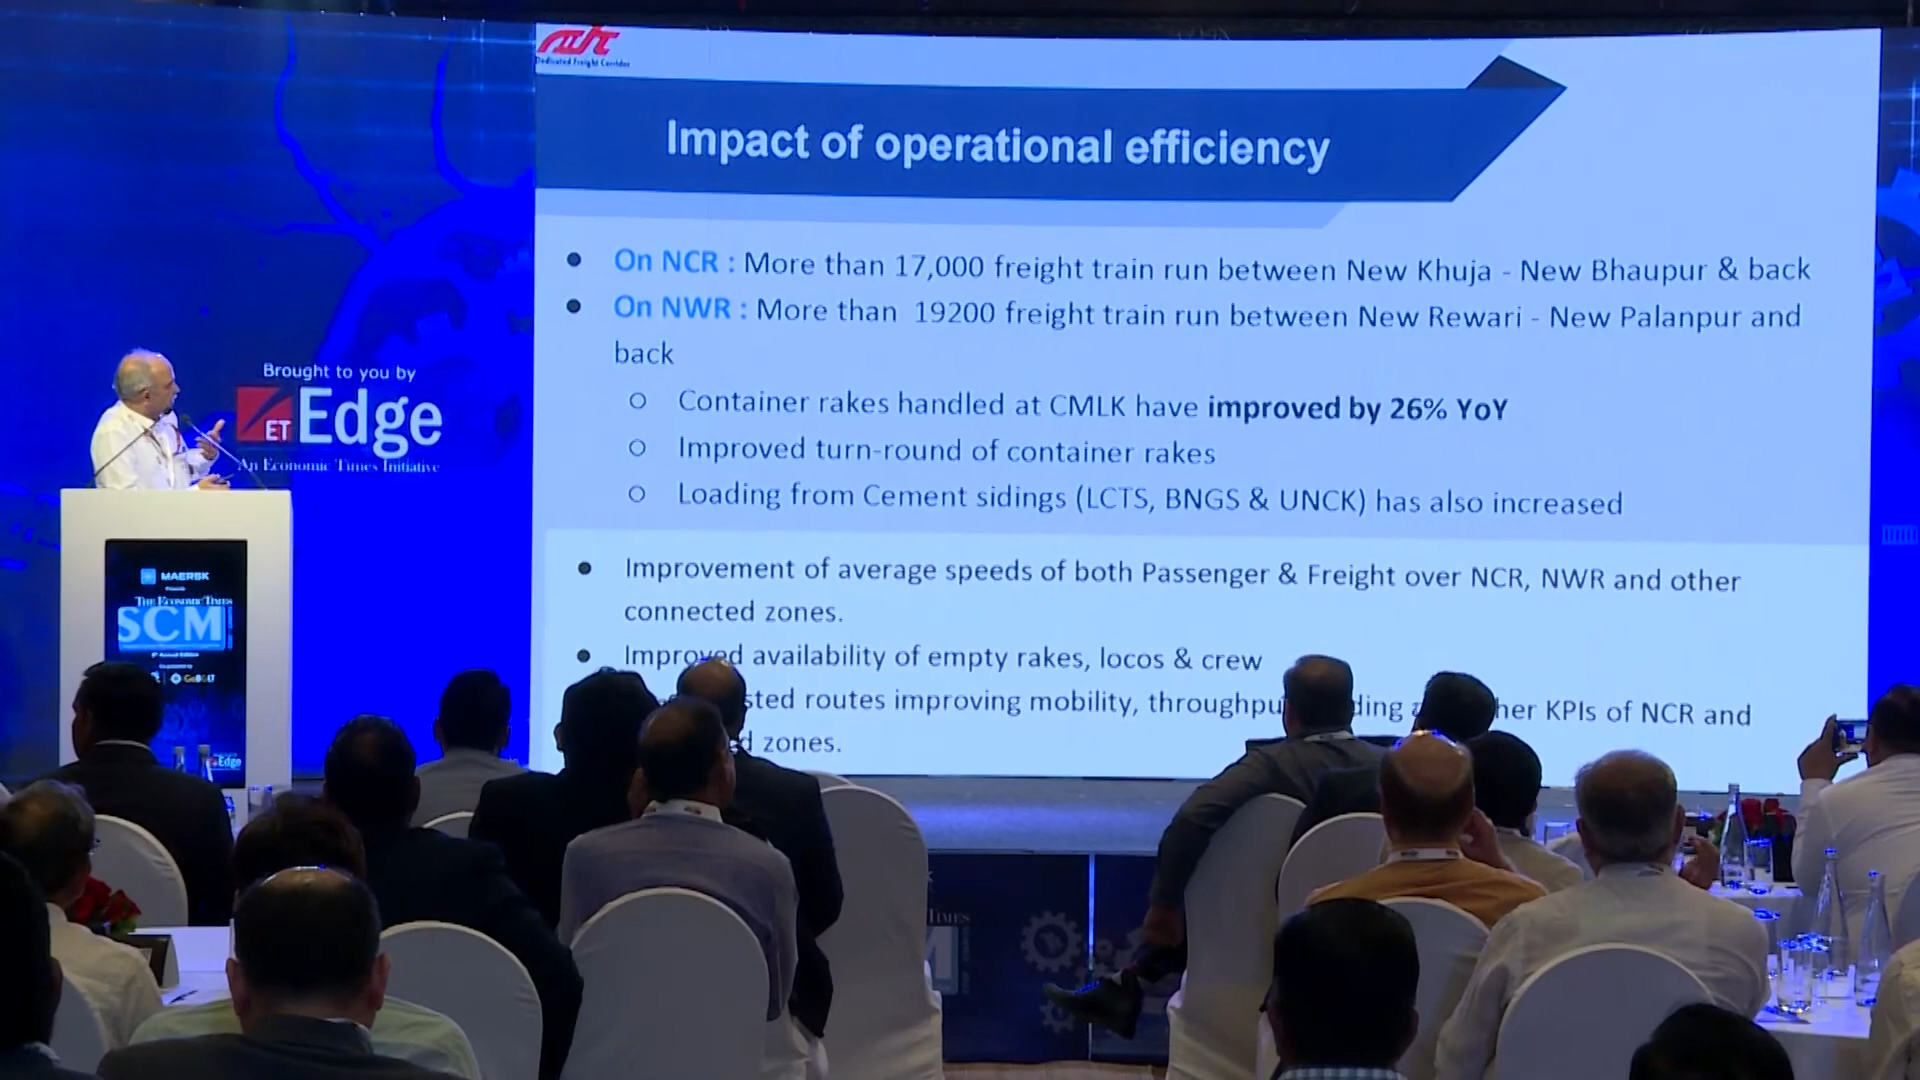 Dedicated Freight Corridor
Impact of operational efficiency
On NCR : More than 17,000 freight train run between New Khuja - New Bhaupur & back
On NWR : More than 19200 freight train run between New Rewari - New Palanpur and
back
Container rakes handled at CMLK have improved by 26% YoY
Improved turn-round of container rakes
Loading from Cement sidings (LCTS, BNGS & UNCK) has also increased
Improvement of average speeds of both Passenger & Freight over NCR, NWR and other
connected zones.
Improved availability of empty rakes, locos & crew
routes improving mobility, KPIs of NCR and
zones.
Brought to you by
ET Edge
An Economic Times Initiative
MAERSK
THE ECONOMIC TIMES
SCM
Edge
TIMES